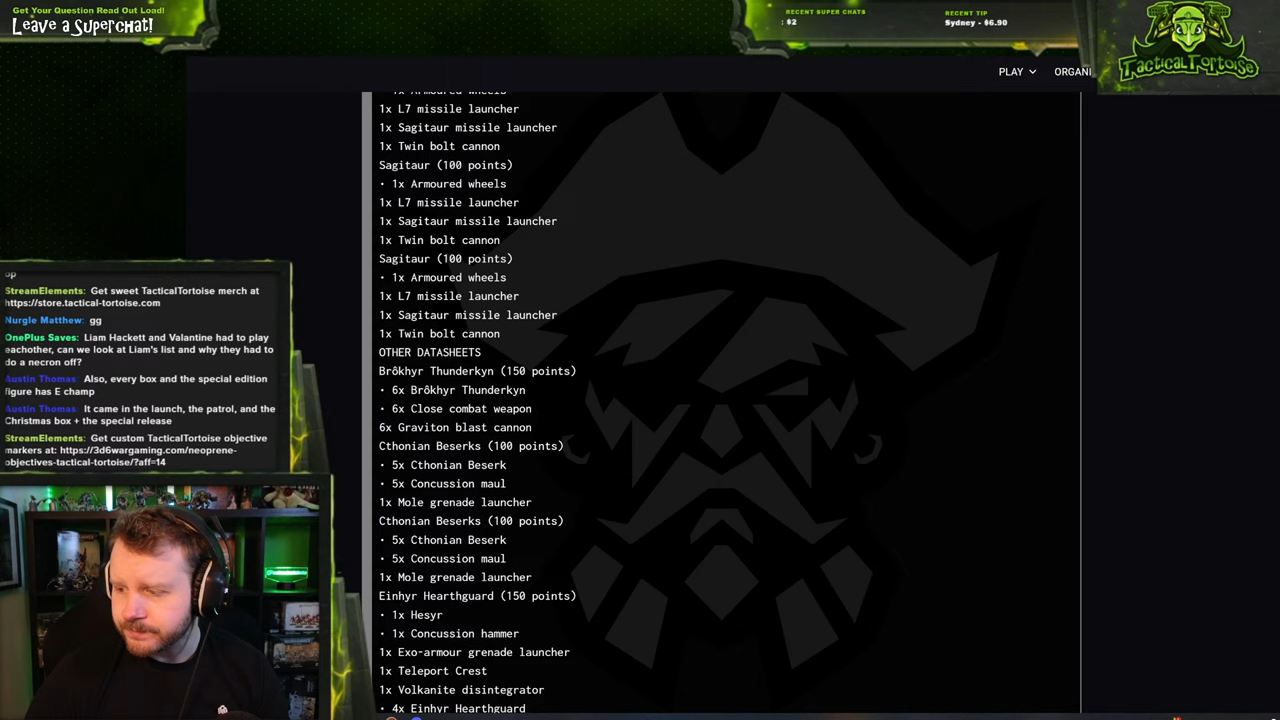 Get Your Question Read Out Load!
Leave a Superchat!
RECENT SUPER CHATS
: $2
RECENT TIP
Sydney - $6.90
TACTICALTORTOISE
PLAY
ORGANI
1x Armoured wheels
1x L7 missile launcher
1x Sagitaur missile launcher
1x Twin bolt cannon
Sagitaur (100 points)
• 1x Armoured wheels
1x L7 missile launcher
1x Sagitaur missile launcher
1x Twin bolt cannon
Sagitaur (100 points)
• 1x Armoured wheels
1x L7 missile launcher
1x Sagitaur missile launcher
1x Twin bolt cannon
OTHER DATASHEETS
Brôkhyr Thunderkyn (150 points)
• 6x Brôkhyr Thunderkyn
• 6x Close combat weapon
6x Graviton blast cannon
Cthonian Beserks (100 points)
• 5x Cthonian Beserk
• 5x Concussion maul
1x Mole grenade launcher
Cthonian Beserks (100 points)
• 5x Cthonian Beserk
• 5x Concussion maul
1x Mole grenade launcher
Einhyr Hearthguard (150 points)
• 1x Hesyr
• 1x Concussion hammer
1x Exo-armour grenade launcher
1x Teleport Crest
1x Volkanite disintegrator
• 4x Einhyr Hearthguard
op
StreamElements: Get sweet TacticalTortoise merch at
https://store.tactical-tortoise.com
Nurgle Matthew: gg
OnePlus Saves: Liam Hackett and Valantine had to play
eachother, can we look at Liam's list and why they had to
do a necron off?
Austin Thomas: Also, every box and the special edition
figure has E champ
Austin Thomas: It came in the launch, the patrol, and the
Christmas box + the special release
StreamElements: Get custom TacticalTortoise objective
markers at: https://3d6wargaming.com/neoprene-
objectives-tactical-tortoise/?aff=14